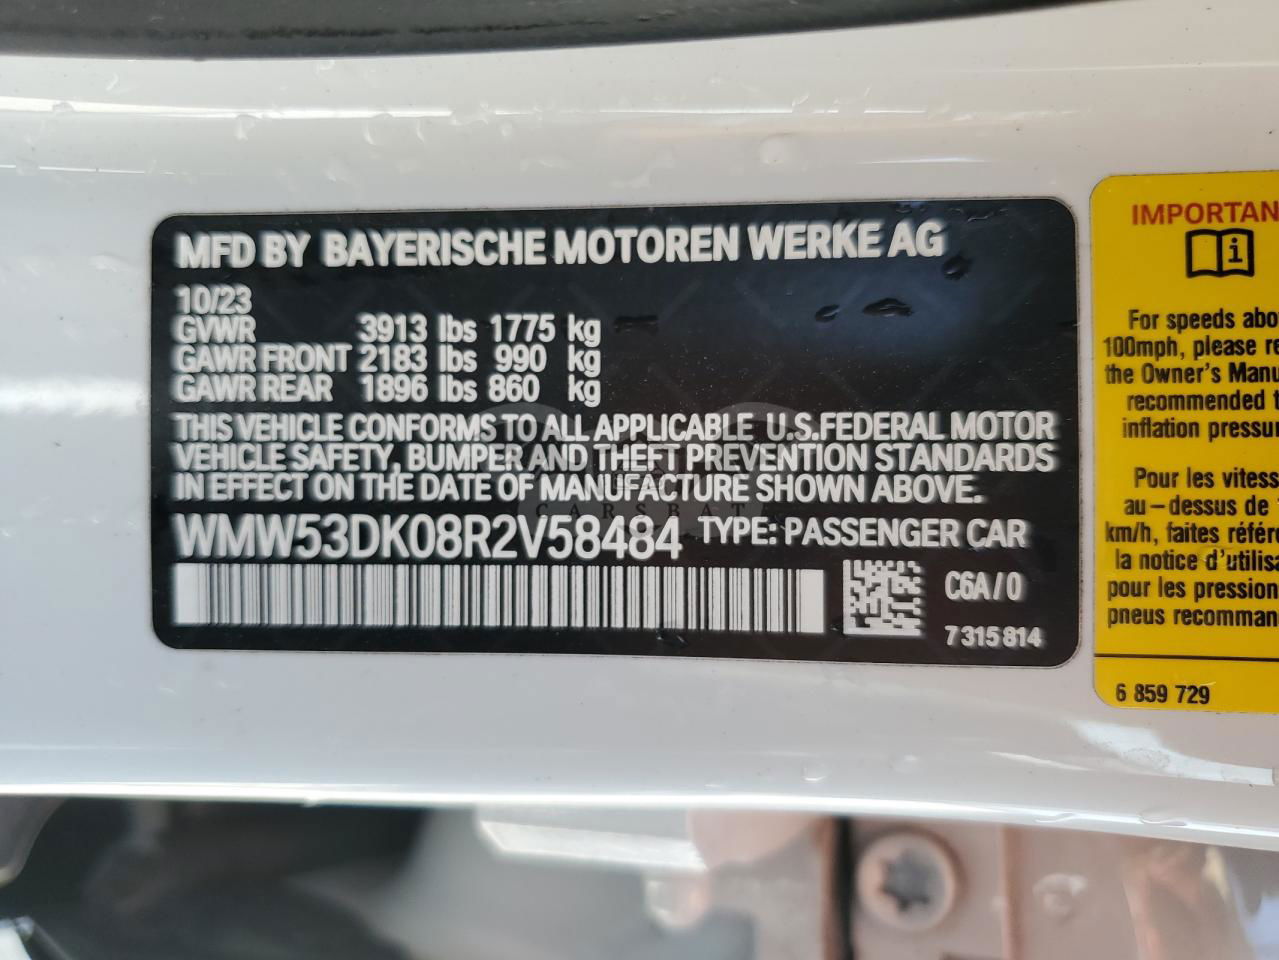 MFD BY BAYERISCHE MOTOREN WERKE AG
10/23
GVWR 3913 lbs 1775 kg
GAWR FRONT 2183 lbs 990 kg
GAWR REAR 1896 lbs 860 kg
THIS VEHICLE CONFORMS TO ALL APPLICABLE U.S.FEDERAL MOTOR
VEHICLE SAFETY, BUMPER AND THEFT PREVENTION STANDARDS
IN EFFECT ON THE DATE OF MANUFACTURE SHOWN ABOVE.
CARSBAT
WMW53DK08R2V58484 TYPE: PASSENGER CAR
C6A/0
7 315 814
IMPORTAN
i
For speeds abo
100mph, please re
the Owner's Manu
recommended t
inflation pressu
Pour les vitess
au-dessus de
km/h, faites référ
la notice d'utilisa
pour les pression
pneus recomman
6 859 729